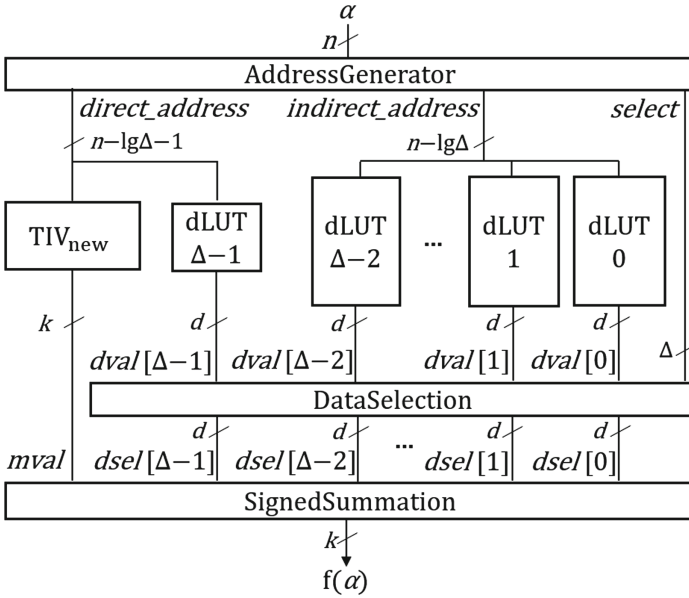 α
n
AddressGenerator
direct_address indirect_address select
n−lgΔ−1 n−lgΔ
TIVnew dLUT Δ−1 dLUT Δ−2 ... dLUT 1 dLUT 0
k d d d d
dval[Δ−1] dval[Δ−2] dval[1] dval[0] Δ
DataSelection
d d ... d d
mval dsel[Δ−1] dsel[Δ−2] dsel[1] dsel[0]
SignedSummation
k
f(α)